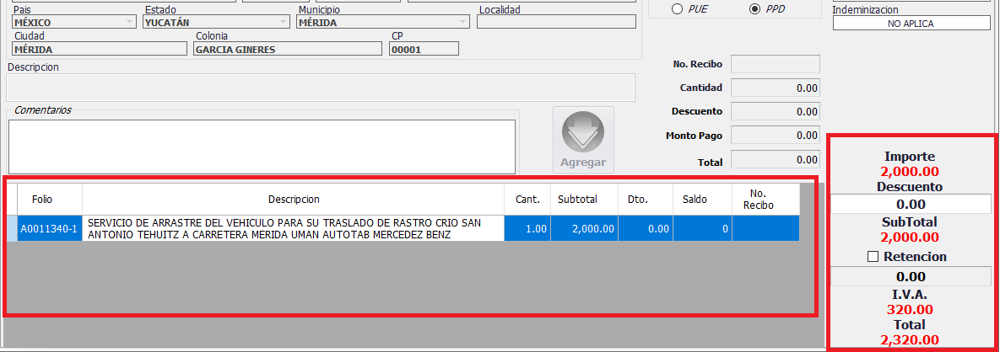 Pais Estado Municipio Localidad
MÉXICO YUCATÁN MÉRIDA
Ciudad Colonia CP
MÉRIDA GARCIA GINERES 00001
Descripcion
Comentarios
Agregar
PUE PPD
No. Recibo
Cantidad 0.00
Descuento 0.00
Monto Pago 0.00
Total 0.00
Indeminizacion
NO APLICA
Folio Descripcion Cant. Subtotal Dto. Saldo No.
Recibo
A0011340-1 SERVICIO DE ARRASTRE DEL VEHICULO PARA SU TRASLADO DE RASTRO CRIO SAN 1.00 2,000.00 0.00 0
ANTONIO TEHUITZ A CARRETERA MERIDA UMAN AUTOTAB MERCEDEZ BENZ
Importe
2,000.00
Descuento
0.00
SubTotal
2,000.00
Retencion
0.00
I.V.A.
320.00
Total
2,320.00